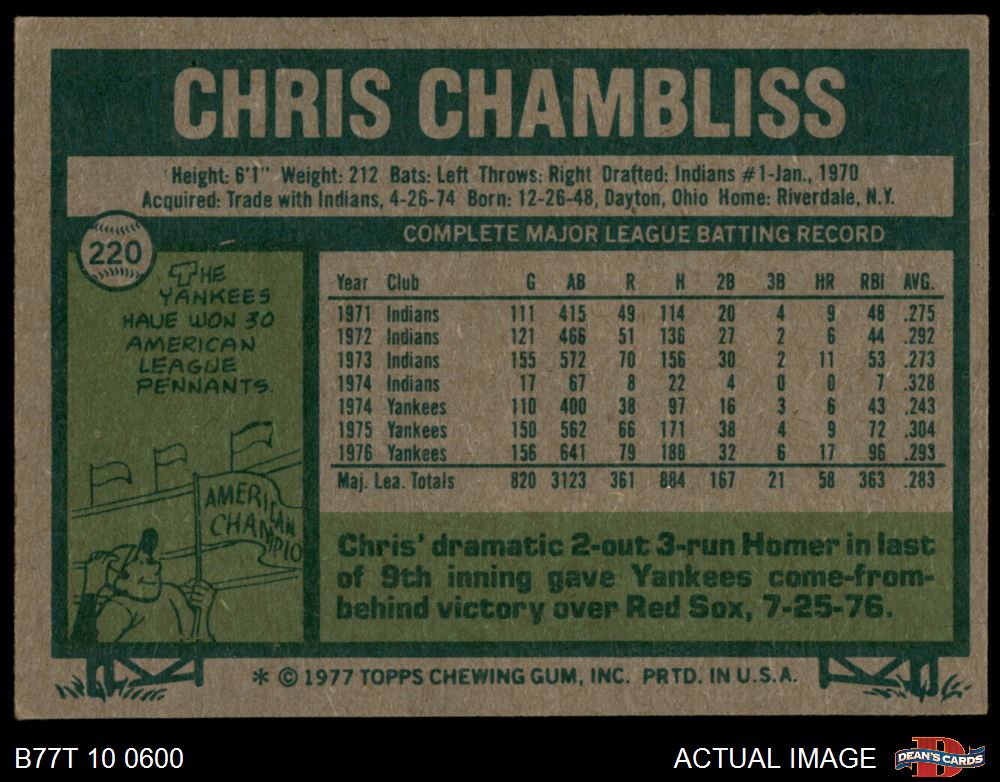 CHRIS CHAMBLISS
Height: 6'1" Weight: 212 Bats: Left Throws: Right Drafted: Indians #1-Jan., 1970
Acquired: Trade with Indians, 4-26-74 Born: 12-26-48, Dayton, Ohio Home: Riverdale, N.Y.
220
THE
YANKEES
HAVE WON 30
AMERICAN
LEAGUE
PENNANTS.
AMERICAN
CHAMPIO
COMPLETE MAJOR LEAGUE BATTING RECORD
Year Club G AB R H 2B 3B HR RBI AVG.
1971 Indians 111 415 49 114 20 4 9 48 .275
1972 Indians 121 466 51 136 27 2 6 44 .292
1973 Indians 155 572 70 156 30 2 11 53 .273
1974 Indians 17 67 8 22 4 0 0 7 .328
1974 Yankees 110 400 38 97 16 3 6 43 .243
1975 Yankees 150 562 66 171 38 4 9 72 .304
1976 Yankees 156 641 79 188 32 6 17 96 .293
Maj. Lea. Totals 820 3123 361 884 167 21 58 363 .283
Chris' dramatic 2-out 3-run Homer in last
of 9th inning gave Yankees come-from-
behind victory over Red Sox, 7-25-76.
* © 1977 TOPPS CHEWING GUM, INC. PRTD. IN U.S.A.
B77T 10 0600
ACTUAL IMAGE
D
DEAN'S CARDS